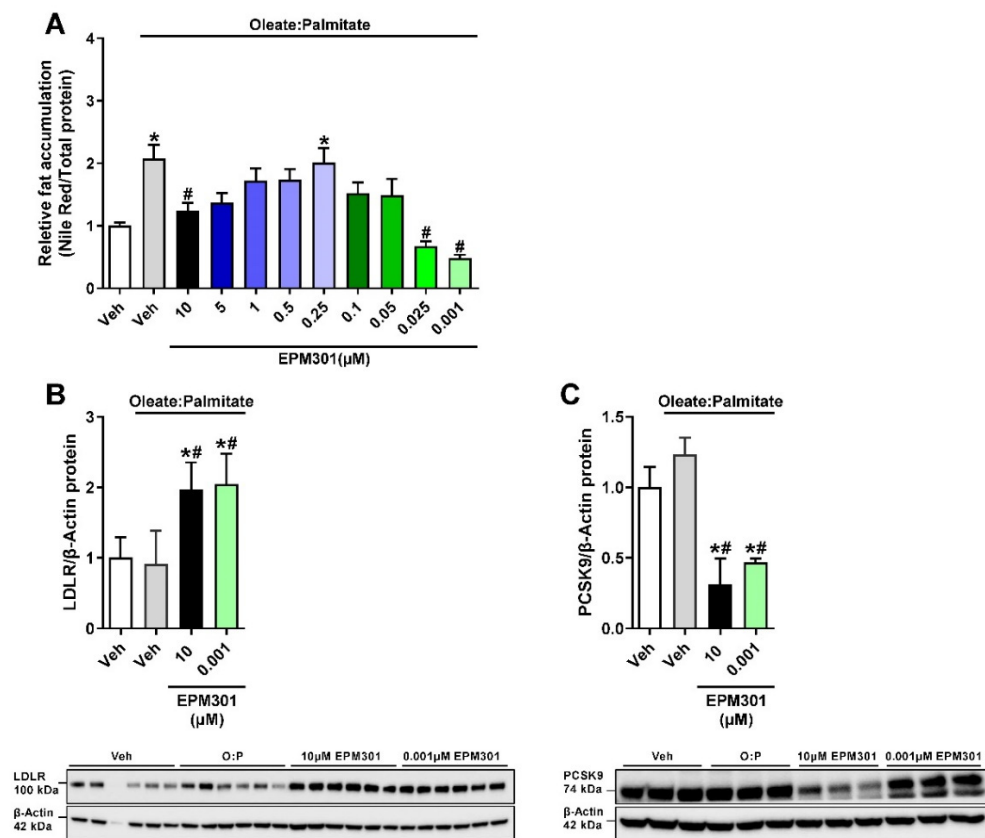 A
Oleate:Palmitate
Reletive fat accumulation
(Nile Red/Total protein)
4
3
2
1
0
*
#
*
#
#
Veh Veh 10 5 1 0.5 0.25 0.1 0.05 0.025 0.001
EPM301(µM)
B
Oleate:Palmitate
LDLR/β-Actin protein
3
2
1
0
*# *#
Veh Veh 10 0.001
EPM301
(µM)
Veh O:P 10µM EPM301 0.001µM EPM301
LDLR
100 kDa
β-Actin
42 kDa
C
Oleate:Palmitate
PCSK9/β-Actin protein
1.5
1.0
0.5
0.0
*# *#
Veh Veh 10 0.001
EPM301
(µM)
Veh O:P 10µM EPM301 0.001µM EPM301
PCSK9
74 kDa
β-Actin
42 kDa